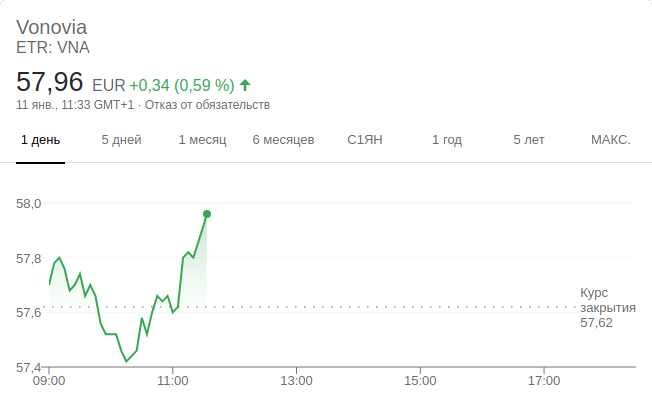 Vonovia
ETR: VNA
57,96 EUR +0,34 (0,59 %)
11 янв., 11:33 GMT+1 · Отказ от обязательств
1 день 5 дней 1 месяц 6 месяцев С1ЯН 1 год 5 лет МАКС.
58,0
57,8
57,6
57,4
Курс
закрытия
57,62
09:00 11:00 13:00 15:00 17:00